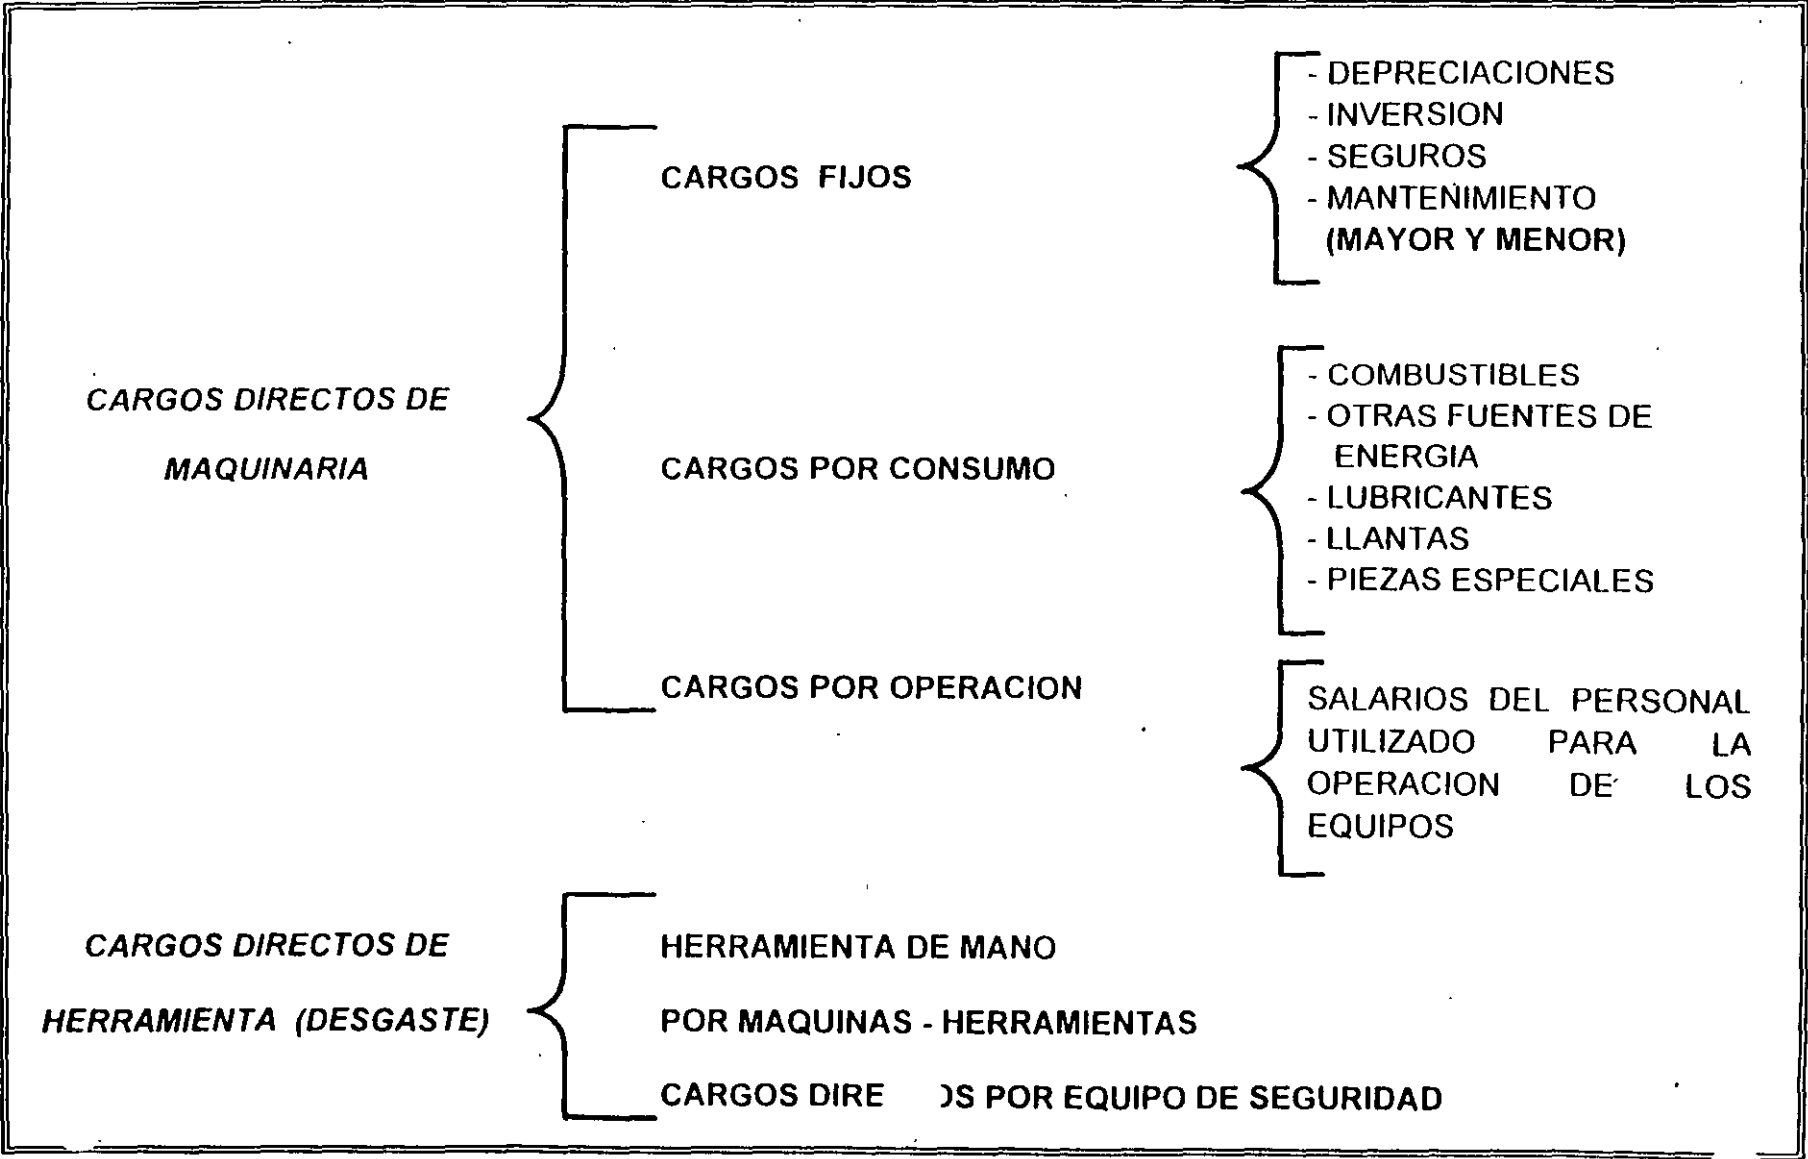 CARGOS DIRECTOS DE
MAQUINARIA
CARGOS FIJOS
- DEPRECIACIONES
- INVERSION
- SEGUROS
- MANTENIMIENTO
(MAYOR Y MENOR)
CARGOS POR CONSUMO
- COMBUSTIBLES
- OTRAS FUENTES DE
ENERGIA
- LUBRICANTES
- LLANTAS
- PIEZAS ESPECIALES
CARGOS POR OPERACION
SALARIOS DEL PERSONAL
UTILIZADO PARA LA
OPERACION DE LOS
EQUIPOS
CARGOS DIRECTOS DE
HERRAMIENTA (DESGASTE)
HERRAMIENTA DE MANO
POR MAQUINAS - HERRAMIENTAS
CARGOS POR EQUIPO DE SEGURIDAD